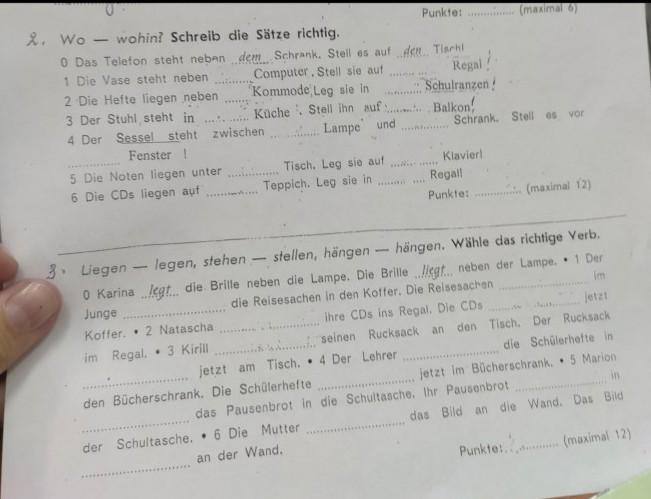 Punkte: ............... (maximal 6)
2. Wo — wohin? Schreib die Sätze richtig.
0 Das Telefon steht neben ..dem.. Schrank. Stell es auf ..den.. Tisch!
1 Die Vase steht neben ........... Computer. Stell sie auf ........... Regal!
2 Die Hefte liegen neben ........... Kommode. Leg sie in ........... Schulranzen!
3 Der Stuhl steht in ........... Küche. Stell ihn auf ........... Balkon!
4 Der Sessel steht zwischen ........... Lampe und ........... Schrank. Stell es vor
............... Fenster !
5 Die Noten liegen unter ........... Tisch. Leg sie auf ........... Klavier!
6 Die CDs liegen auf ........... Teppich. Leg sie in ........... Regal!
Punkte: ............... (maximal 12)
3. Liegen — legen, stehen — stellen, hängen — hängen. Wähle das richtige Verb.
0 Karina ..legt... die Brille neben die Lampe. Die Brille ..liegt... neben der Lampe. • 1 Der
Junge ........................ die Reisesachen in den Koffer. Die Reisesachen ........................ im
Koffer. • 2 Natascha ........................ ihre CDs ins Regal. Die CDs ........................ jetzt
im Regal. • 3 Kirill ........................ seinen Rucksack an den Tisch. Der Rucksack
........................ jetzt am Tisch. • 4 Der Lehrer ........................ die Schülerhefte in
den Bücherschrank. Die Schülerhefte ........................ jetzt im Bücherschrank. • 5 Marion
........................ das Pausenbrot in die Schultasche. Ihr Pausenbrot ........................ in
der Schultasche. • 6 Die Mutter ........................ das Bild an die Wand. Das Bild
........................ an der Wand.
Punkte: ............... (maximal 12)